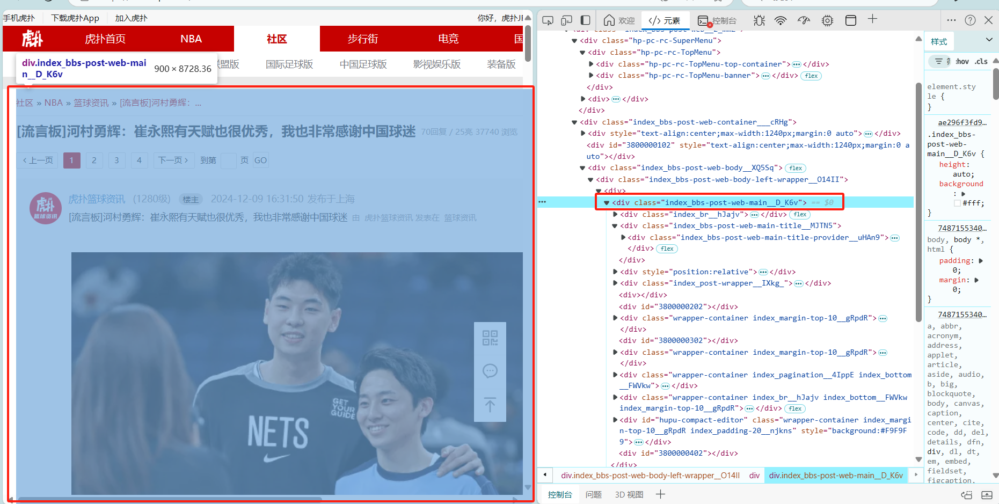 手机虎扑 下载虎扑App 加入虎扑 你好，虎扑
虎扑 虎扑首页 NBA 社区 步行街 电竞 国
联盟版 国际足球版 中国足球版 影视娱乐版 装备版
div.index_bbs-post-web-mai
n__D_K6v 900 × 8728.36
社区 » NBA » 篮球资讯 » [流言板]河村勇辉：...
[流言板]河村勇辉：崔永熙有天赋也很优秀，我也非常感谢中国球迷 70回复 / 25亮 37740 浏览
上一页 1 2 3 4 下一页 到第 页 GO
虎扑篮球资讯 (1280级) 楼主 2024-12-09 16:31:50 发布于上海
[流言板]河村勇辉：崔永熙有天赋也很优秀，我也非常感谢中国球迷 由 虎扑篮球资讯 发表在 篮球资讯
虎扑
篮球资讯
GET
YOUR
GUIDE
NETS
欢迎 元素 控制台
<div class="hp-pc-rc-SuperMenu">
<div class="hp-pc-rc-TopMenu">
<div class="hp-pc-rc-TopMenu-top-container">⋯</div>
<div class="hp-pc-rc-TopMenu-banner">⋯</div> flex
</div>
<div>⋯</div>
</div>
<div class="index_bbs-post-web-container___cRHg">
<div style="text-align:center;max-width:1240px;margin:0 auto">⋯</div>
<div id="3800000102" style="text-align:center;max-width:1240px;margin:0 a
uto"></div>
<div class="index_bbs-post-web-body__XQ5Sq"> flex
<div class="index_bbs-post-web-body-left-wrapper__O14II">
<div>
<div class="index_bbs-post-web-main__D_K6v"> == $0
<div class="index_br__hJajv">⋯</div> flex
<div class="index_bbs-post-web-main-title__MJTN5">
<div class="index_bbs-post-web-main-title-provider__uHAn9">⋯
</div> flex
</div>
<div style="position:relative">⋯</div>
<div class="index_post-wrapper__IXkg_">⋯</div>
<div></div>
<div id="3800000202"></div>
<div class="wrapper-container index_margin-top-10__gRpdR">⋯
</div>
<div id="3800000302"></div>
<div class="wrapper-container index_margin-top-10__gRpdR">⋯
</div>
<div class="wrapper-container index_pagination__4IppE index_bottom
__FWVkw">⋯</div>
<div class="wrapper-container index_br__hJajv index_bottom__FWVkw
index_margin-top-10__gRpdR">⋯</div> flex
<div id="hupu-compact-editor" class="wrapper-container index_margi
n-top-10__gRpdR index_padding-20__njkns" style="background:#F9F9F
9">⋯</div>
<div id="3800000402"></div>
</div>
div.index_bbs-post-web-body-left-wrapper__O14II div div.index_bbs-post-web-main__D_K6v
控制台 问题 3D 视图
样式
:hov .cls
element.sty
le {
}
ae296f3fd9…
.index_bbs-
post-web-
main__D_K6v {
height:
auto;
background
:
#fff;
}
7487155340…
body, body *,
html {
padding:
0;
margin:
0;
}
7487155340…
a, abbr,
acronym,
address,
applet,
article,
aside, audio,
b, big,
blockquote,
body, canvas,
caption,
center, cite,
code, dd, del,
details, dfn,
div, dl, dt,
em, embed,
fieldset,
figcaption,